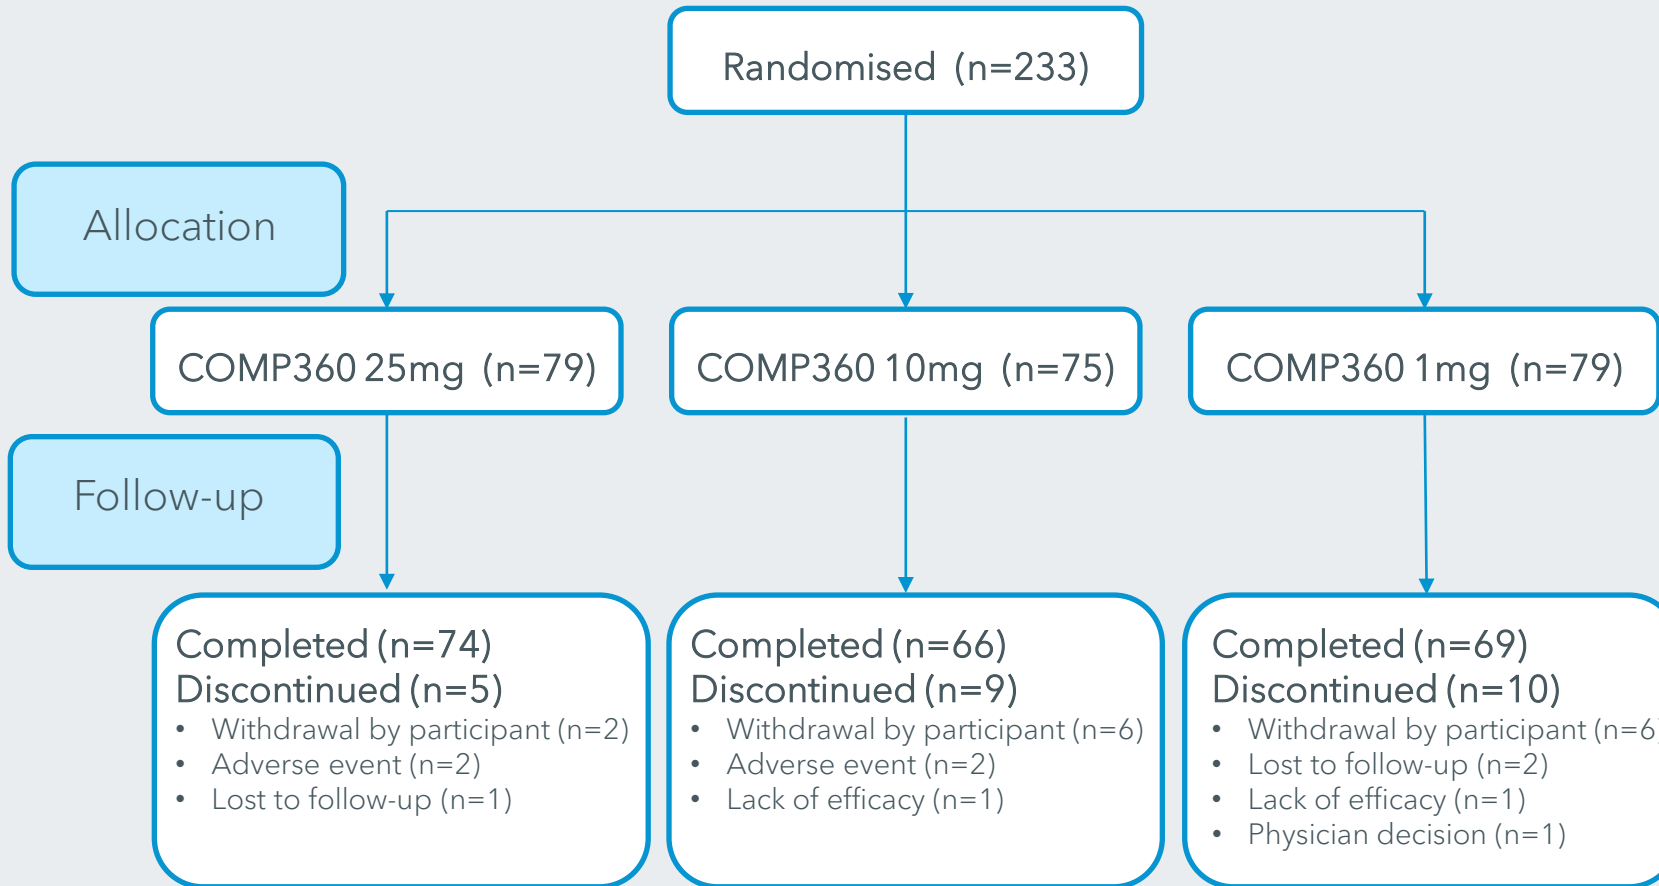 Randomised (n=233)
Allocation
COMP360 25mg (n=79)
COMP360 10mg (n=75)
COMP360 1mg (n=79)
Follow-up
Completed (n=74)
Discontinued (n=5)
• Withdrawal by participant (n=2)
• Adverse event (n=2)
• Lost to follow-up (n=1)
Completed (n=66)
Discontinued (n=9)
• Withdrawal by participant (n=6)
• Adverse event (n=2)
• Lack of efficacy (n=1)
Completed (n=69)
Discontinued (n=10)
• Withdrawal by participant (n=6)
• Lost to follow-up (n=2)
• Lack of efficacy (n=1)
• Physician decision (n=1)